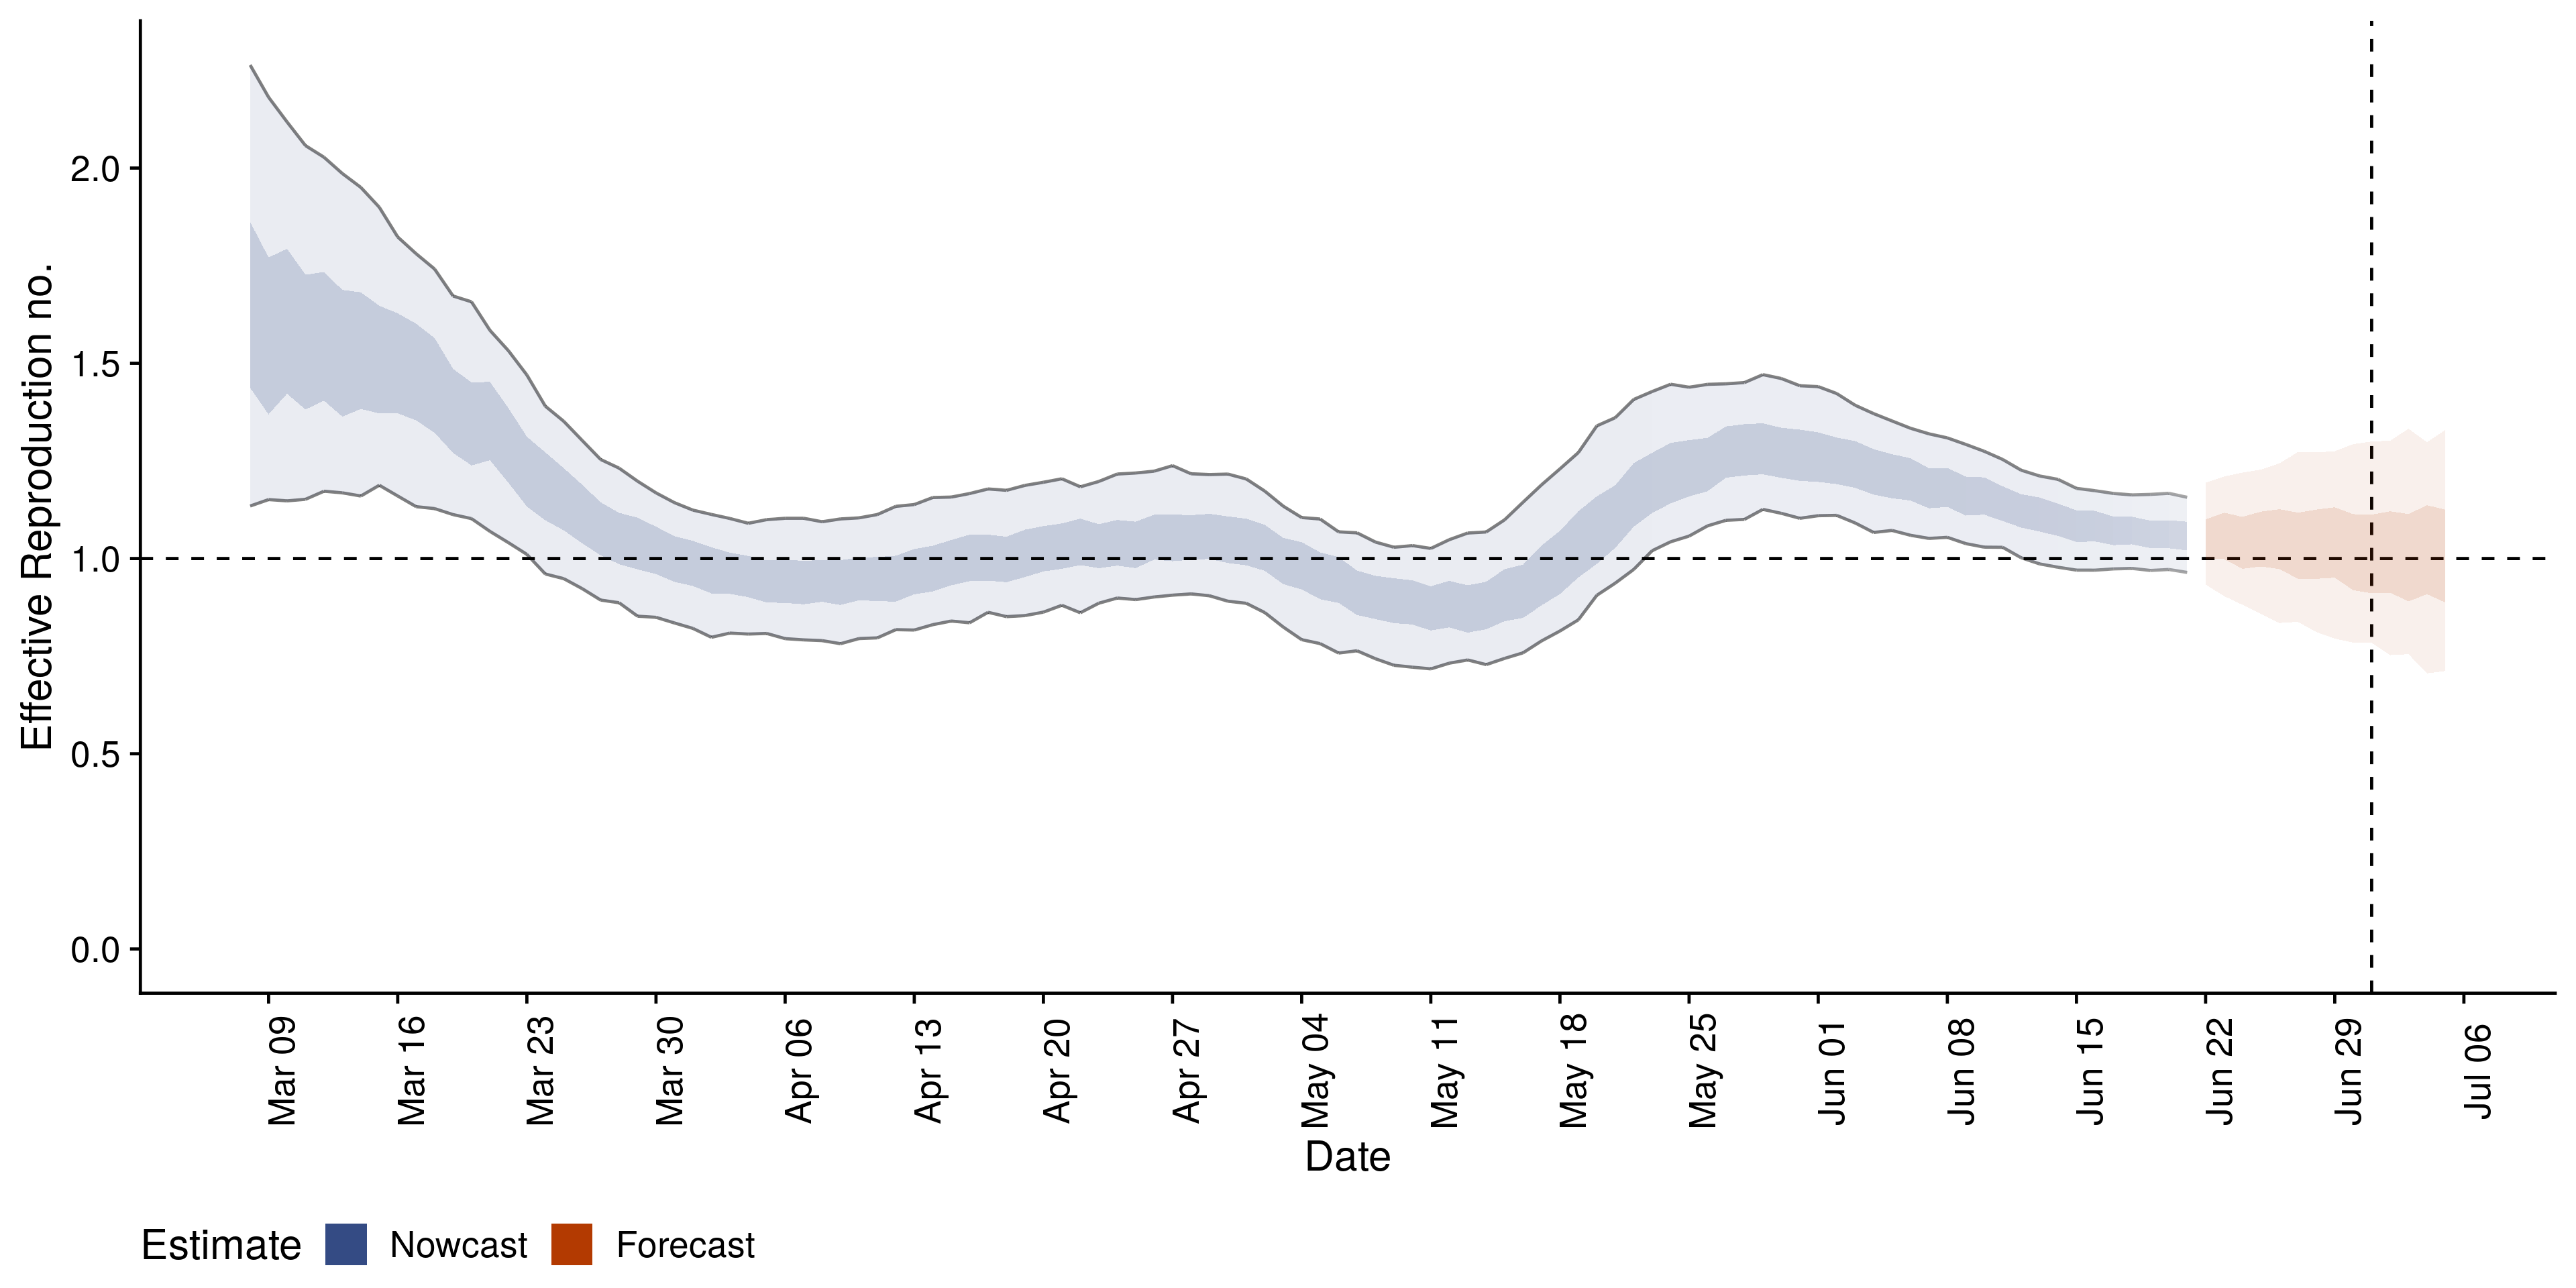 Effective Reproduction no.
2.0
1.5
1.0
0.5
0.0
Mar 09
Mar 16
Mar 23
Mar 30
Apr 06
Apr 13
Apr 20
Apr 27
May 04
May 11
May 18
May 25
Jun 01
Jun 08
Jun 15
Jun 22
Jun 29
Jul 06
Date
Estimate Nowcast Forecast